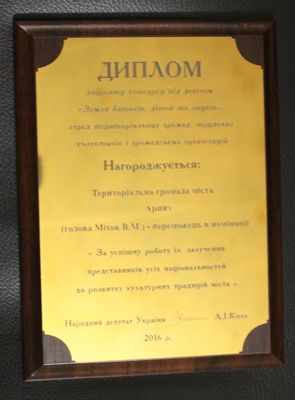 ДИПЛОМ
лауреату конкурсу під девізом
«Земля батьків, дітей та онуків»
серед територіальних громад, трудових
колективів і громадських організацій
Нагороджується:
Територіальна громада міста
Арциз
(голова Міхов В.М.) - переможець в номінації
« За успішну роботу із залучення
представників усіх національностей
до розвитку культурних традицій міста »
Народний депутат України А.І.Кіссе
2016 р.